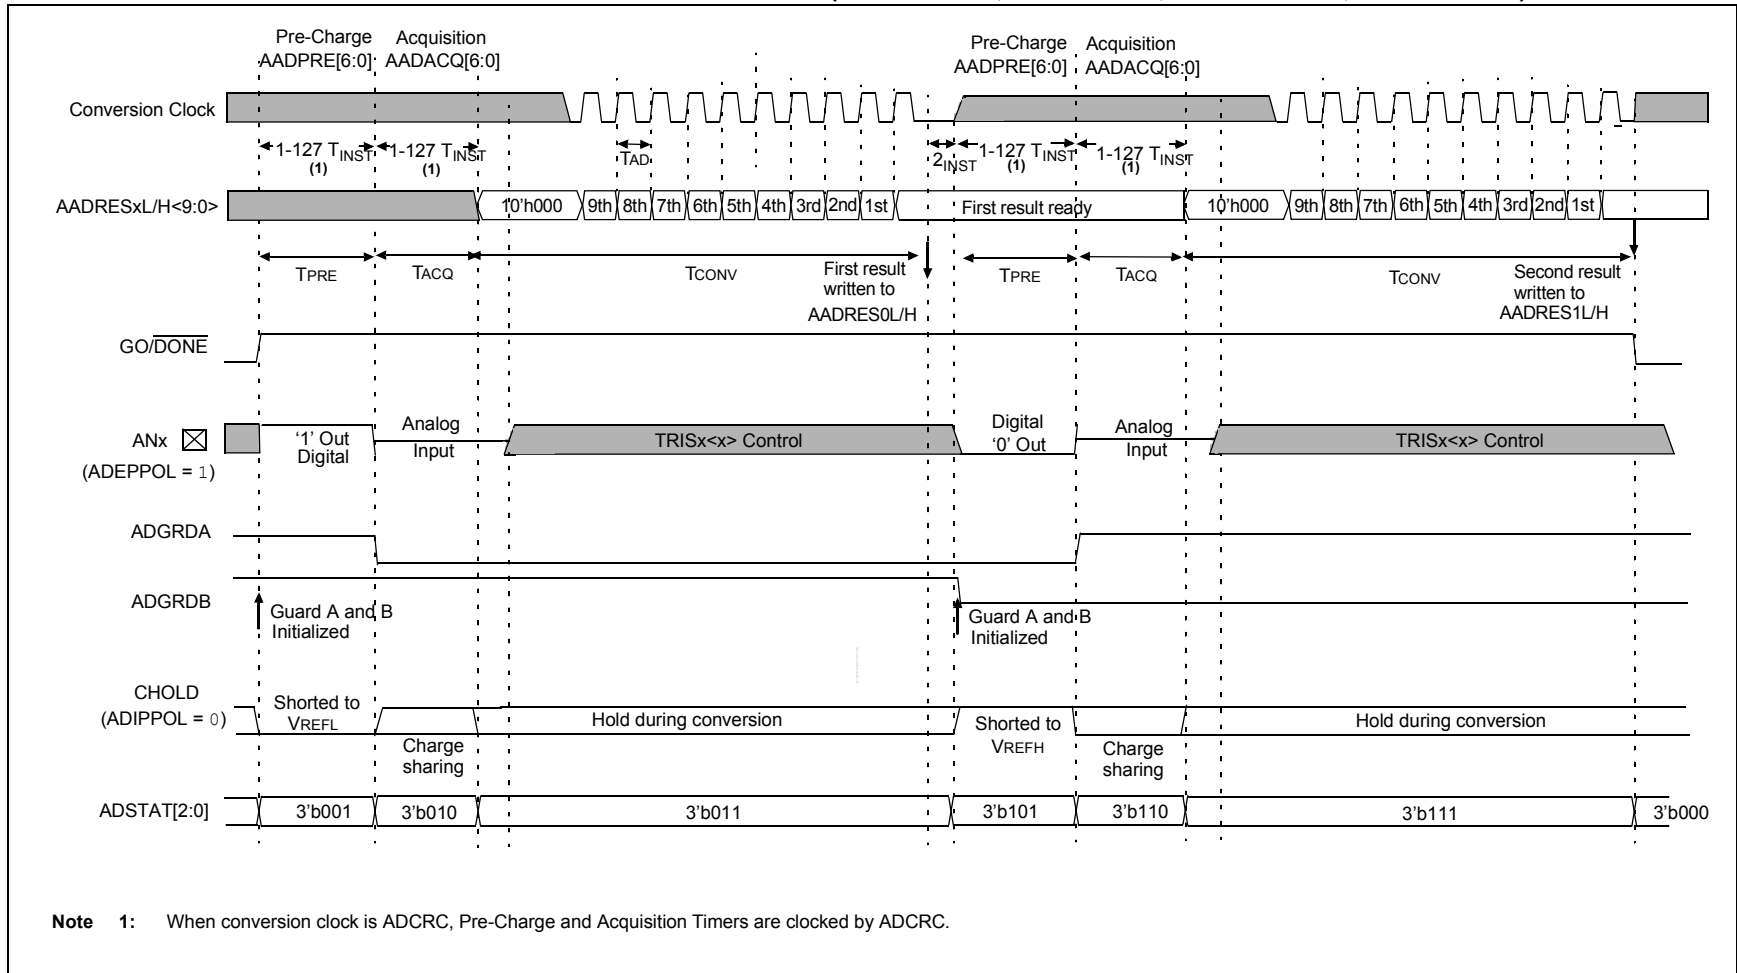 Pre-Charge Acquisition Pre-Charge Acquisition
AADPRE[6:0] AADACQ[6:0] AADPRE[6:0] AADACQ[6:0]
Conversion Clock
1-127 TINST 1-127 TINST TAD 2INST 1-127 TINST 1-127 TINST
(1) (1) (1)
AADRESxL/H<9:0> 10'h000 9th 8th 7th 6th 5th 4th 3rd 2nd 1st First result ready 10'h000 9th 8th 7th 6th 5th 4th 3rd 2nd 1st
TPRE TACQ TCONV First result TPRE TACQ TCONV Second result
written to written to
AADRES0L/H AADRES1L/H
GO/DONE
ANx '1' Out Analog TRISx<x> Control Digital Analog TRISx<x> Control
Digital Input '0' Out Input
(ADEPPOL = 1)
ADGRDA
ADGRDB
Guard A and B Guard A and B
Initialized Initialized
CHOLD
(ADIPPOL = 0) Shorted to Hold during conversion Shorted to Hold during conversion
VREFL VREFH
Charge Charge
sharing sharing
ADSTAT[2:0] 3'b001 3'b010 3'b011 3'b101 3'b110 3'b111 3'b000
Note 1: When conversion clock is ADCRC, Pre-Charge and Acquisition Timers are clocked by ADCRC.